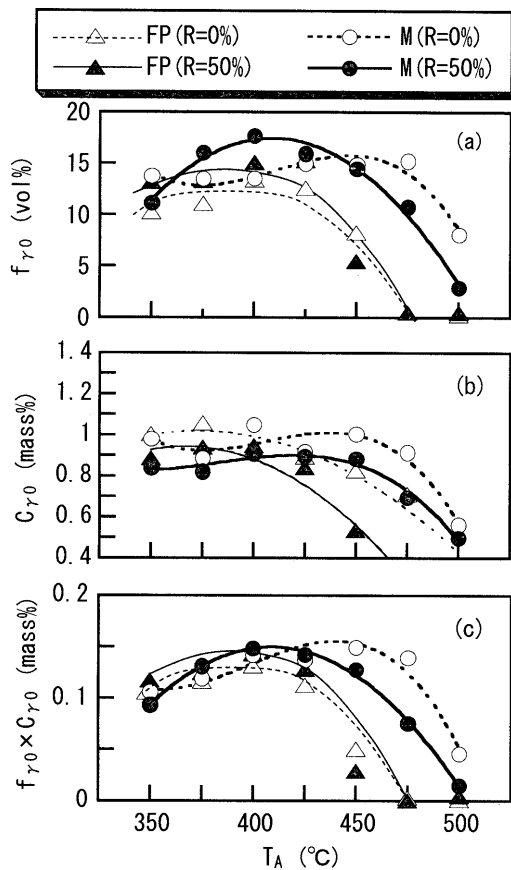 FP(R=0%) M(R=0%)
FP(R=50%) M(R=50%)
(a)
20
15
10
5
0
fγ0 (vol%)
(b)
1.4
1.2
1
0.8
0.6
0.4
Cγ0 (mass%)
(c)
0.2
0.1
0
fγ0×Cγ0 (mass%)
350 400 450 500
TA (℃)